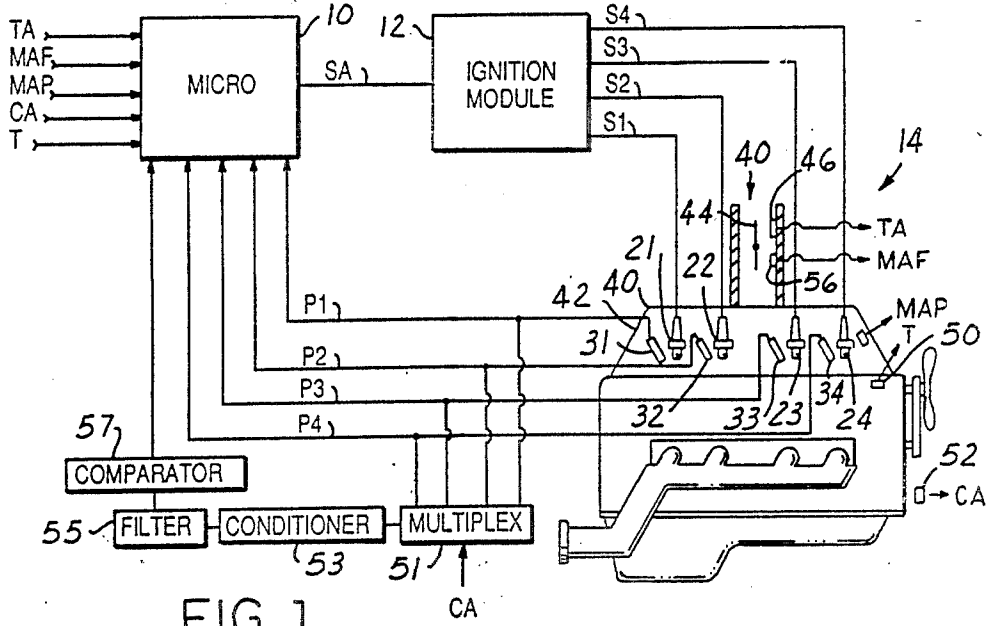 10
12
S4
TA
MAF
MAP
CA
T
MICRO
SA
IGNITION
MODULE
S3
S2
S1
40
46
14
44
TA
MAF
56
21
22
40
42
P1
31
MAP
T
50
P2
32
33
23
34
24
P3
P4
57
COMPARATOR
52
CA
55
FILTER
CONDITIONER
MULTIPLEX
53
51
CA
FIG. 1